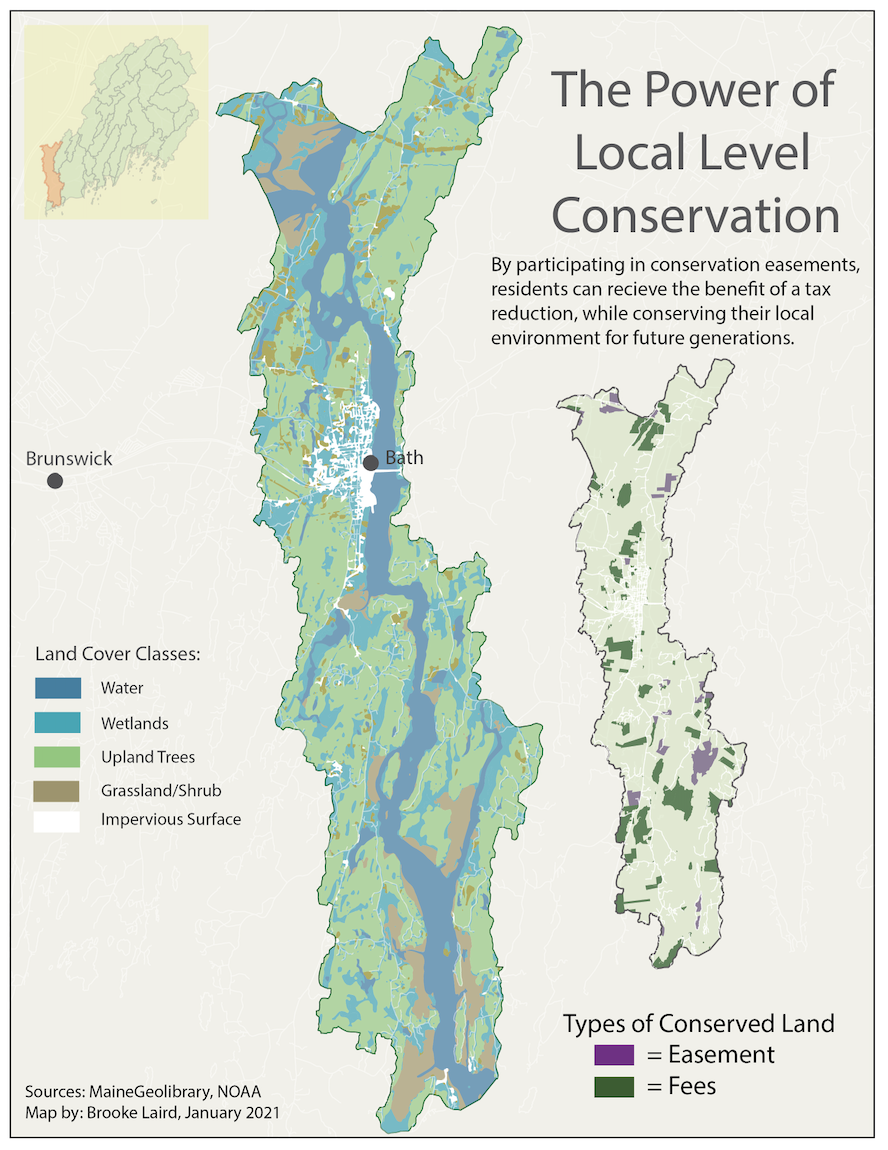 The Power of
Local Level
Conservation
By participating in conservation easements,
residents can recieve the benefit of a tax
reduction, while conserving their local
environment for future generations.
Brunswick
Bath
Land Cover Classes:
Water
Wetlands
Upland Trees
Grassland/Shrub
Impervious Surface
Types of Conserved Land
= Easement
= Fees
Sources: MaineGeolibrary, NOAA
Map by: Brooke Laird, January 2021